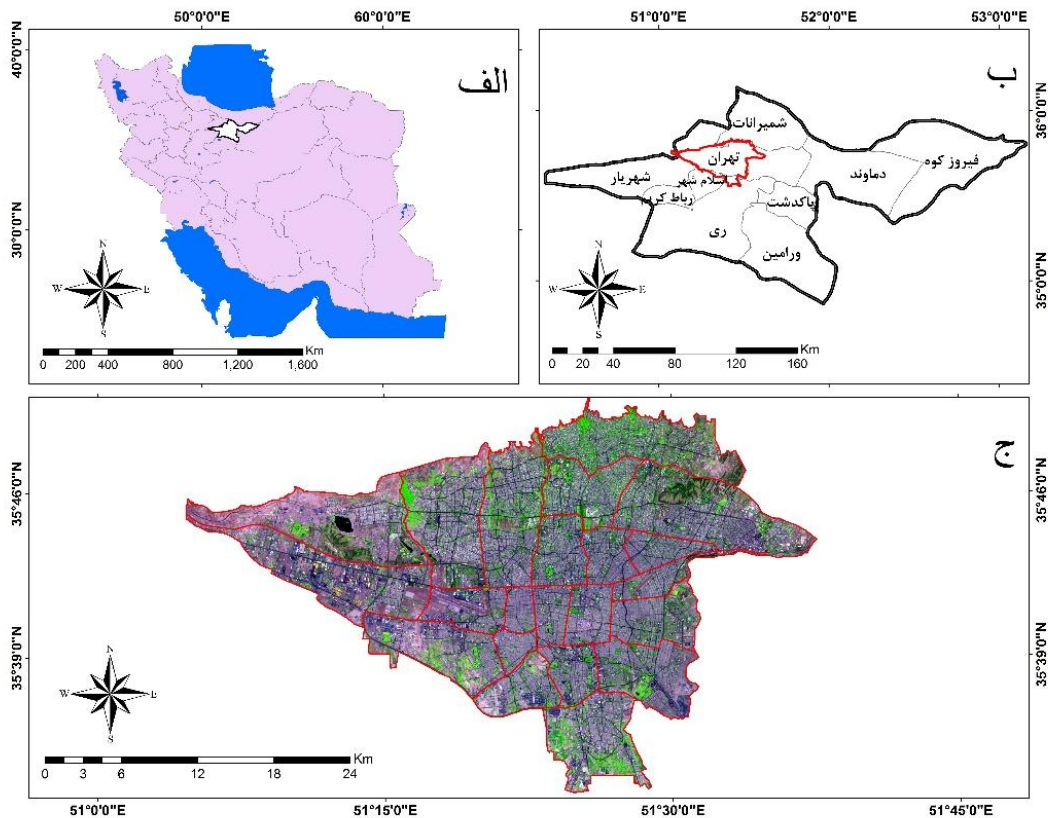 50°0'0"E 60°0'0"E
40°0'0"N
30°0'0"N
الف
N
W E
S
Km
0 200 400 800 1,200 1,600
51°0'0"E 52°0'0"E 53°0'0"E
36°0'0"N
35°0'0"N
ب
شمیرانات
تهران
فیروز کوه
دماوند
شهریار
سلام شهر
رباط کری
پاکدشت
ری
ورامین
N
W E
S
Km
0 20 40 80 120 160
ج
35°46'0"N 35°46'0"N
35°39'0"N 35°39'0"N
N
W E
S
Km
0 3 6 12 18 24
51°0'0"E 51°15'0"E 51°30'0"E 51°45'0"E